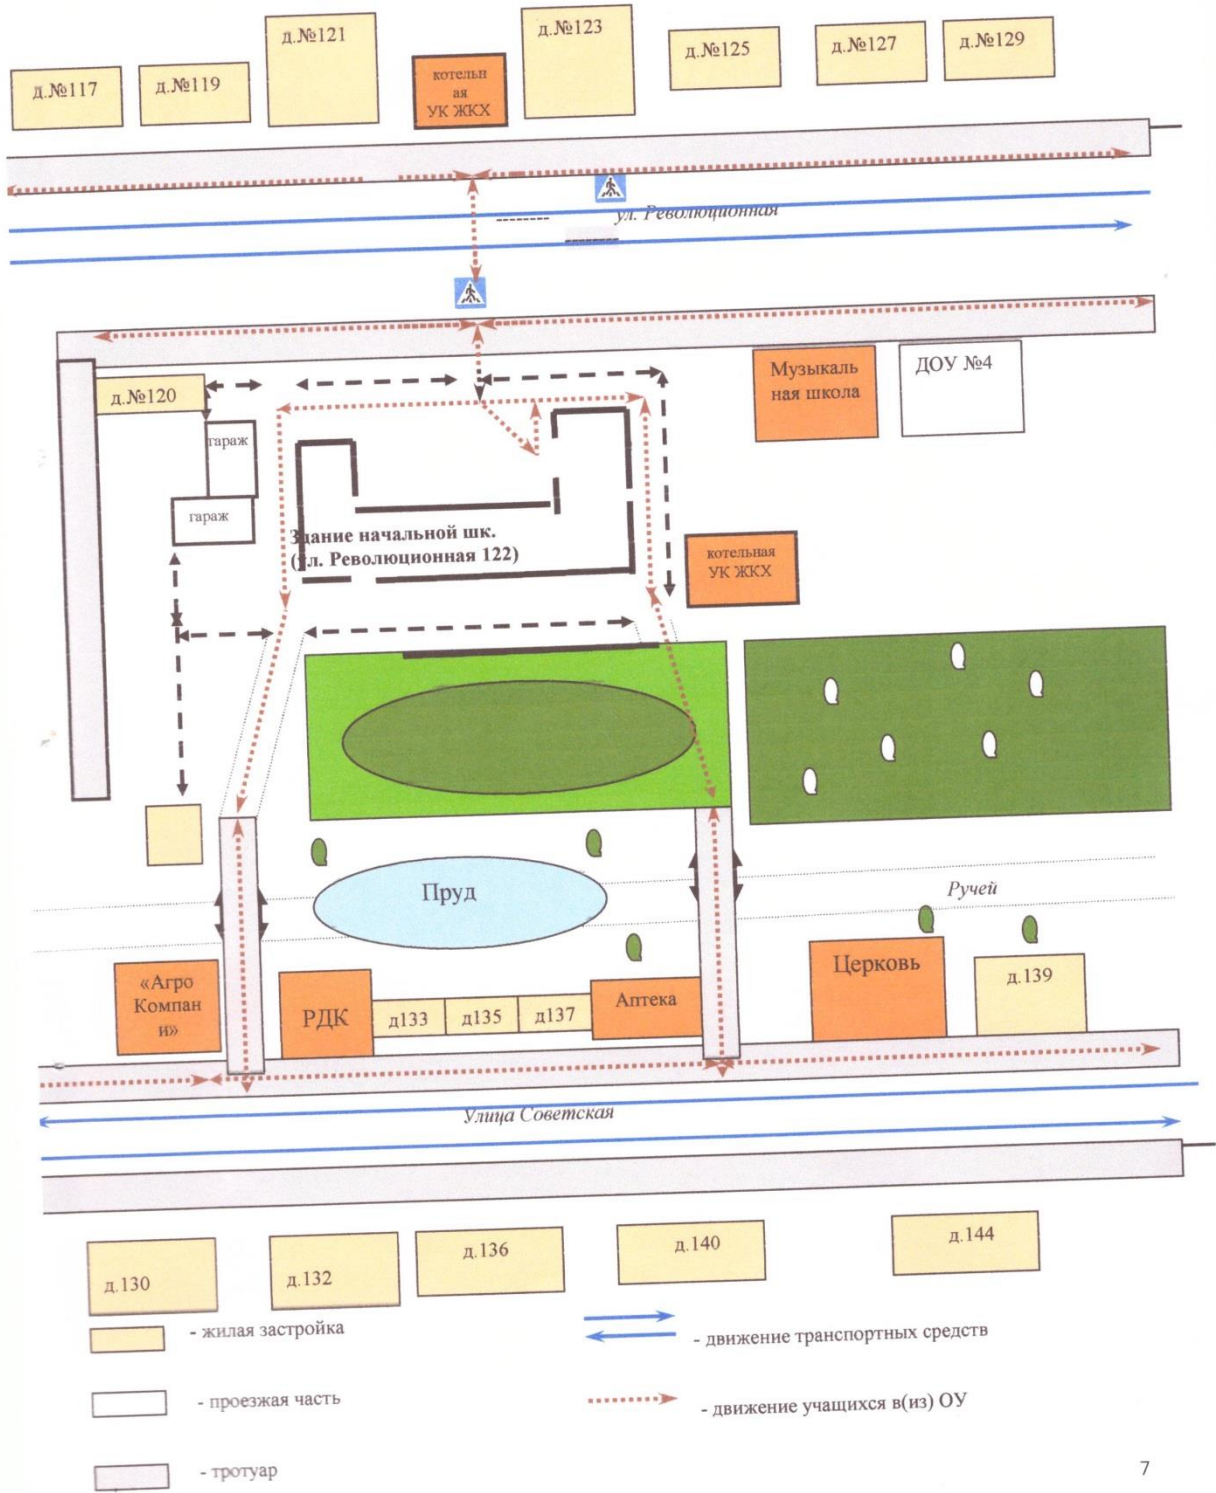 д.№121
д.№123
д.№125
д.№127
д.№129
д.№117
д.№119
котельн
ая
УК ЖКХ
ул. Революционная
д.№120
Музыкаль
ная школа
ДОУ №4
гараж
гараж
Здание начальной шк.
(ул. Революционная 122)
котельная
УК ЖКХ
Пруд
Ручей
«Агро
Компан
и»
РДК
д133
д135
д137
Аптека
Церковь
д.139
Улица Советская
д.130
д.132
д.136
д.140
д.144
- жилая застройка
- движение транспортных средств
- проезжая часть
- движение учащихся в(из) ОУ
- тротуар
7